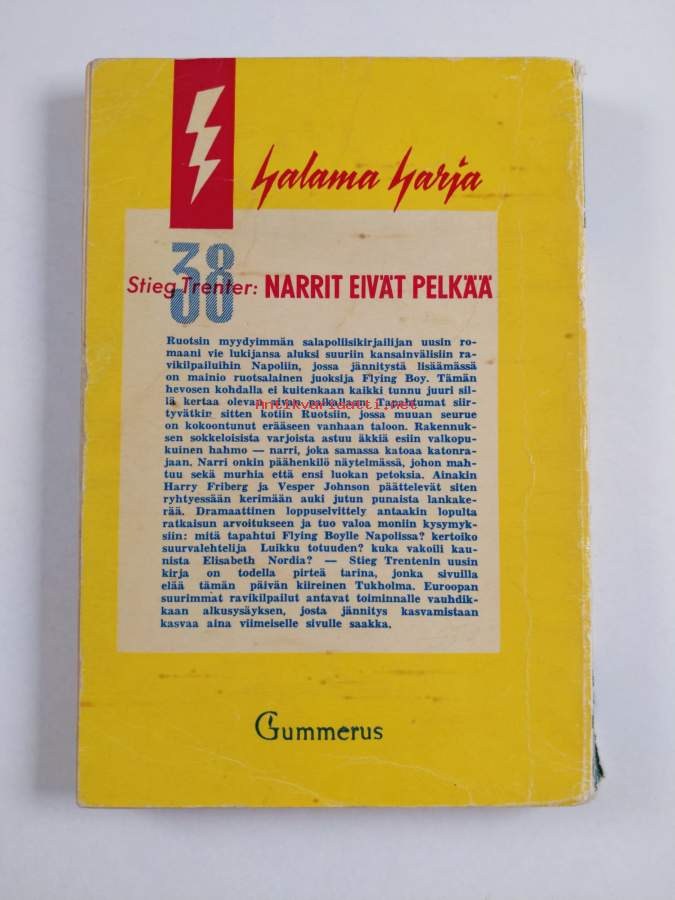 Salama Sarja
38
Stieg Trenter: NARRIT EIVÄT PELKÄÄ
Ruotsin myydyimmän salapoliisikirjailijan uusin ro-
maani vie lukijansa aluksi suuriin kansainvälisiin ra-
vikilpailuihin Napoliin, jossa jännitystä lisäämässä
on mainio ruotsalainen juoksija Flying Boy. Tämän
hevosen kohdalla ei kuitenkaan kaikki tunnu juuri sil-
lä kertaa olevan aivan paikallaan. Tapahtumat siir-
Antikvariaatti.net
tyvätkin sitten kotiin Ruotsiin, jossa muuan seurue
on kokoontunut erääseen vanhaan taloon. Rakennuk-
sen sokkeloisista varjoista astuu äkkiä esiin valkopu-
kuinen hahmo — narri, joka samassa katoaa katonra-
jaan. Narri onkin päähenkilö näytelmässä, johon mah-
tuu sekä murhia että ensi luokan petoksia. Ainakin
Harry Friberg ja Vesper Johnson päättelevät siten
ryhtyessään kerimään auki jutun punaista lankake-
rää. Dramaattinen loppuselvittely antaakin lopulta
ratkaisun arvoitukseen ja tuo valoa moniin kysymyk-
siin: mitä tapahtui Flying Boylle Napolissa? kertoiko
suurvalehtelija Luikku totuuden? kuka vakoili kau-
nista Elisabeth Nordia? — Stieg Trentenin uusin
kirja on todella pirteä tarina, jonka sivuilla
elää tämän päivän kiireinen Tukholma. Euroopan
suurimmat ravikilpailut antavat toiminnalle vauhdik-
kaan alkusysäyksen, josta jännitys kasvamistaan
kasvaa aina viimeiselle sivulle saakka.
Gummerus